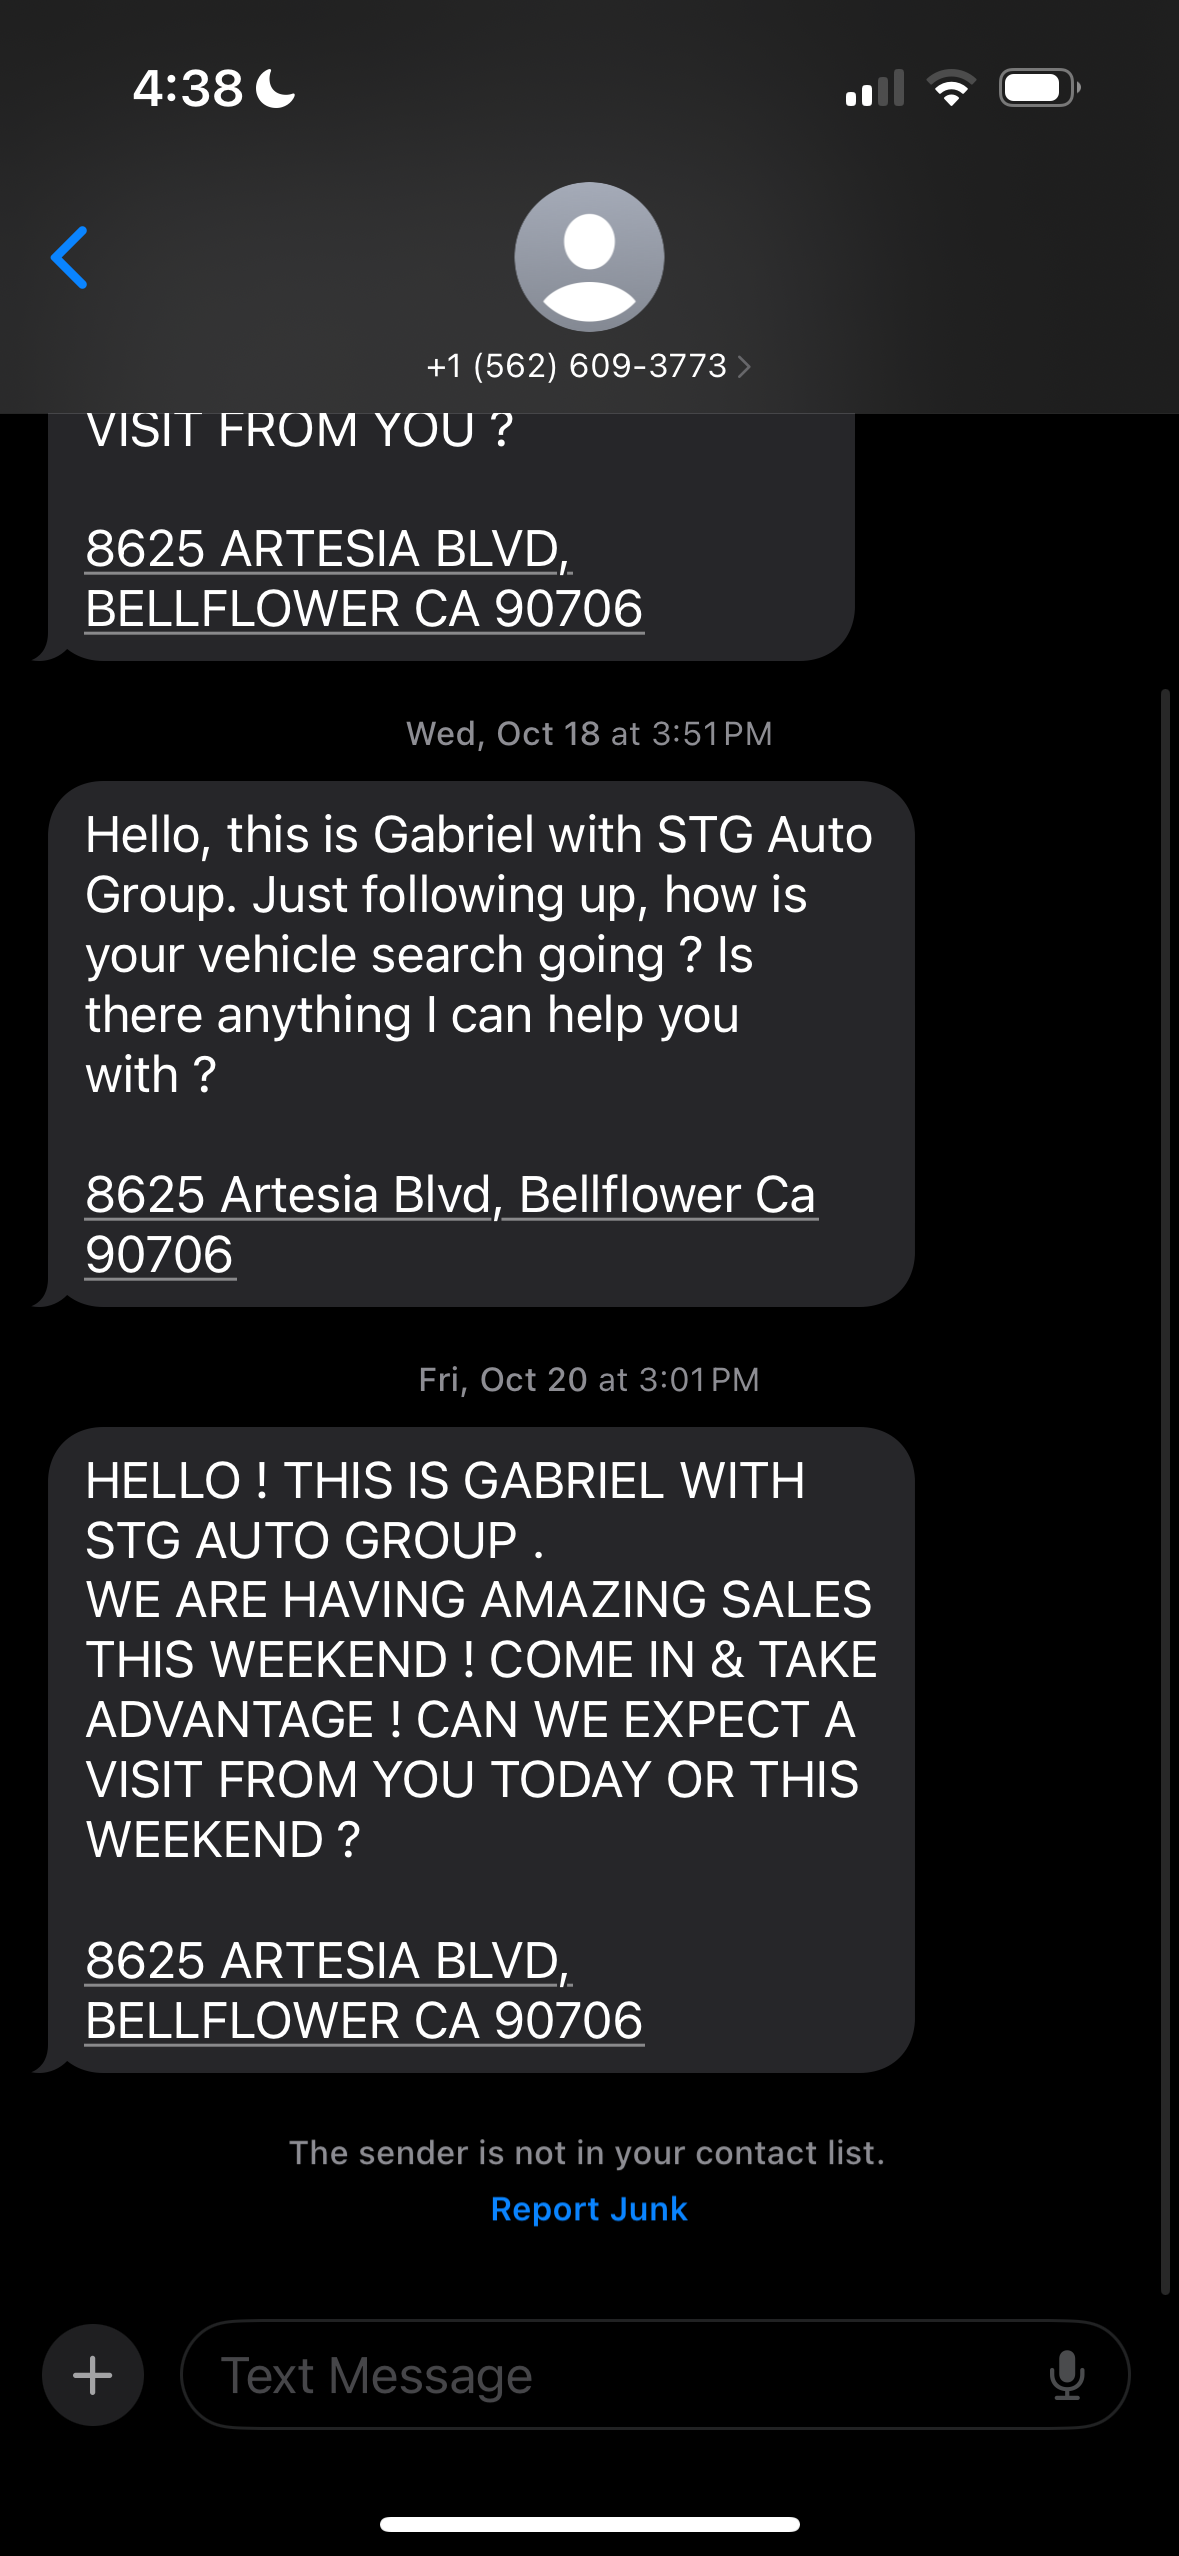 4:38
+1 (562) 609-3773
VISIT FROM YOU ?
8625 ARTESIA BLVD,
BELLFLOWER CA 90706
Wed, Oct 18 at 3:51 PM
Hello, this is Gabriel with STG Auto
Group. Just following up, how is
your vehicle search going ? Is
there anything I can help you
with ?
8625 Artesia Blvd, Bellflower Ca
90706
Fri, Oct 20 at 3:01 PM
HELLO ! THIS IS GABRIEL WITH
STG AUTO GROUP .
WE ARE HAVING AMAZING SALES
THIS WEEKEND ! COME IN & TAKE
ADVANTAGE ! CAN WE EXPECT A
VISIT FROM YOU TODAY OR THIS
WEEKEND ?
8625 ARTESIA BLVD,
BELLFLOWER CA 90706
The sender is not in your contact list.
Report Junk
Text Message